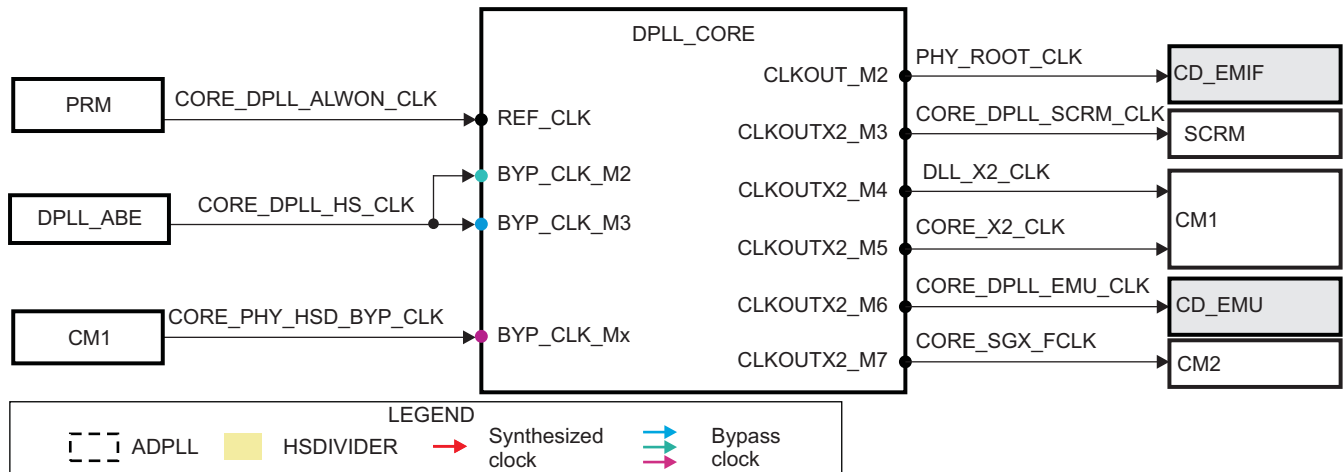 DPLL_CORE
PRM
CORE_DPLL_ALWON_CLK
REF_CLK
DPLL_ABE
CORE_DPLL_HS_CLK
BYP_CLK_M2
BYP_CLK_M3
CM1
CORE_PHY_HSD_BYP_CLK
BYP_CLK_Mx
CLKOUT_M2
PHY_ROOT_CLK
CD_EMIF
CLKOUTX2_M3
CORE_DPLL_SCRM_CLK
SCRM
CLKOUTX2_M4
DLL_X2_CLK
CLKOUTX2_M5
CORE_X2_CLK
CM1
CLKOUTX2_M6
CORE_DPLL_EMU_CLK
CD_EMU
CLKOUTX2_M7
CORE_SGX_FCLK
CM2
LEGEND
ADPLL
HSDIVIDER
Synthesized
clock
Bypass
clock